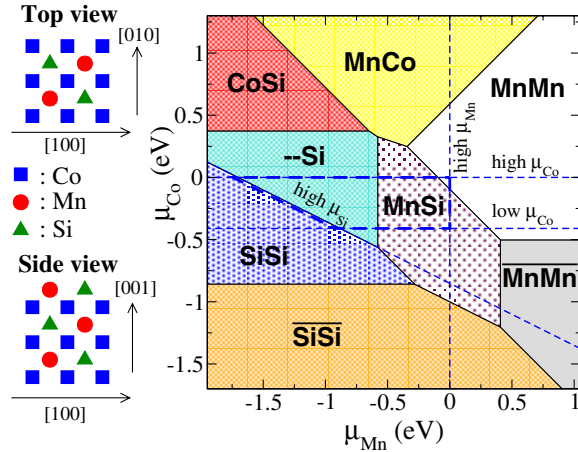 Top view
[010]
[100]
: Co
: Mn
: Si
Side view
[001]
[100]
μCo (eV)
1
0.5
0
-0.5
-1
-1.5
CoSi
MnCo
MnMn
--Si
MnSi
SiSi
SiSi
MnMn
high μMn
high μCo
low μCo
high μSi
-1.5 -1 -0.5 0 0.5 1
μMn (eV)